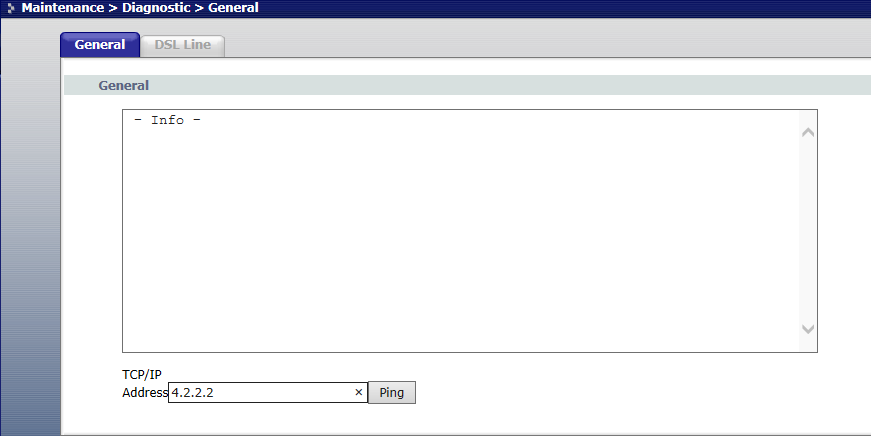 Maintenance > Diagnostic > General
General DSL Line
General
- Info -
TCP/IP
Address 4.2.2.2 × Ping